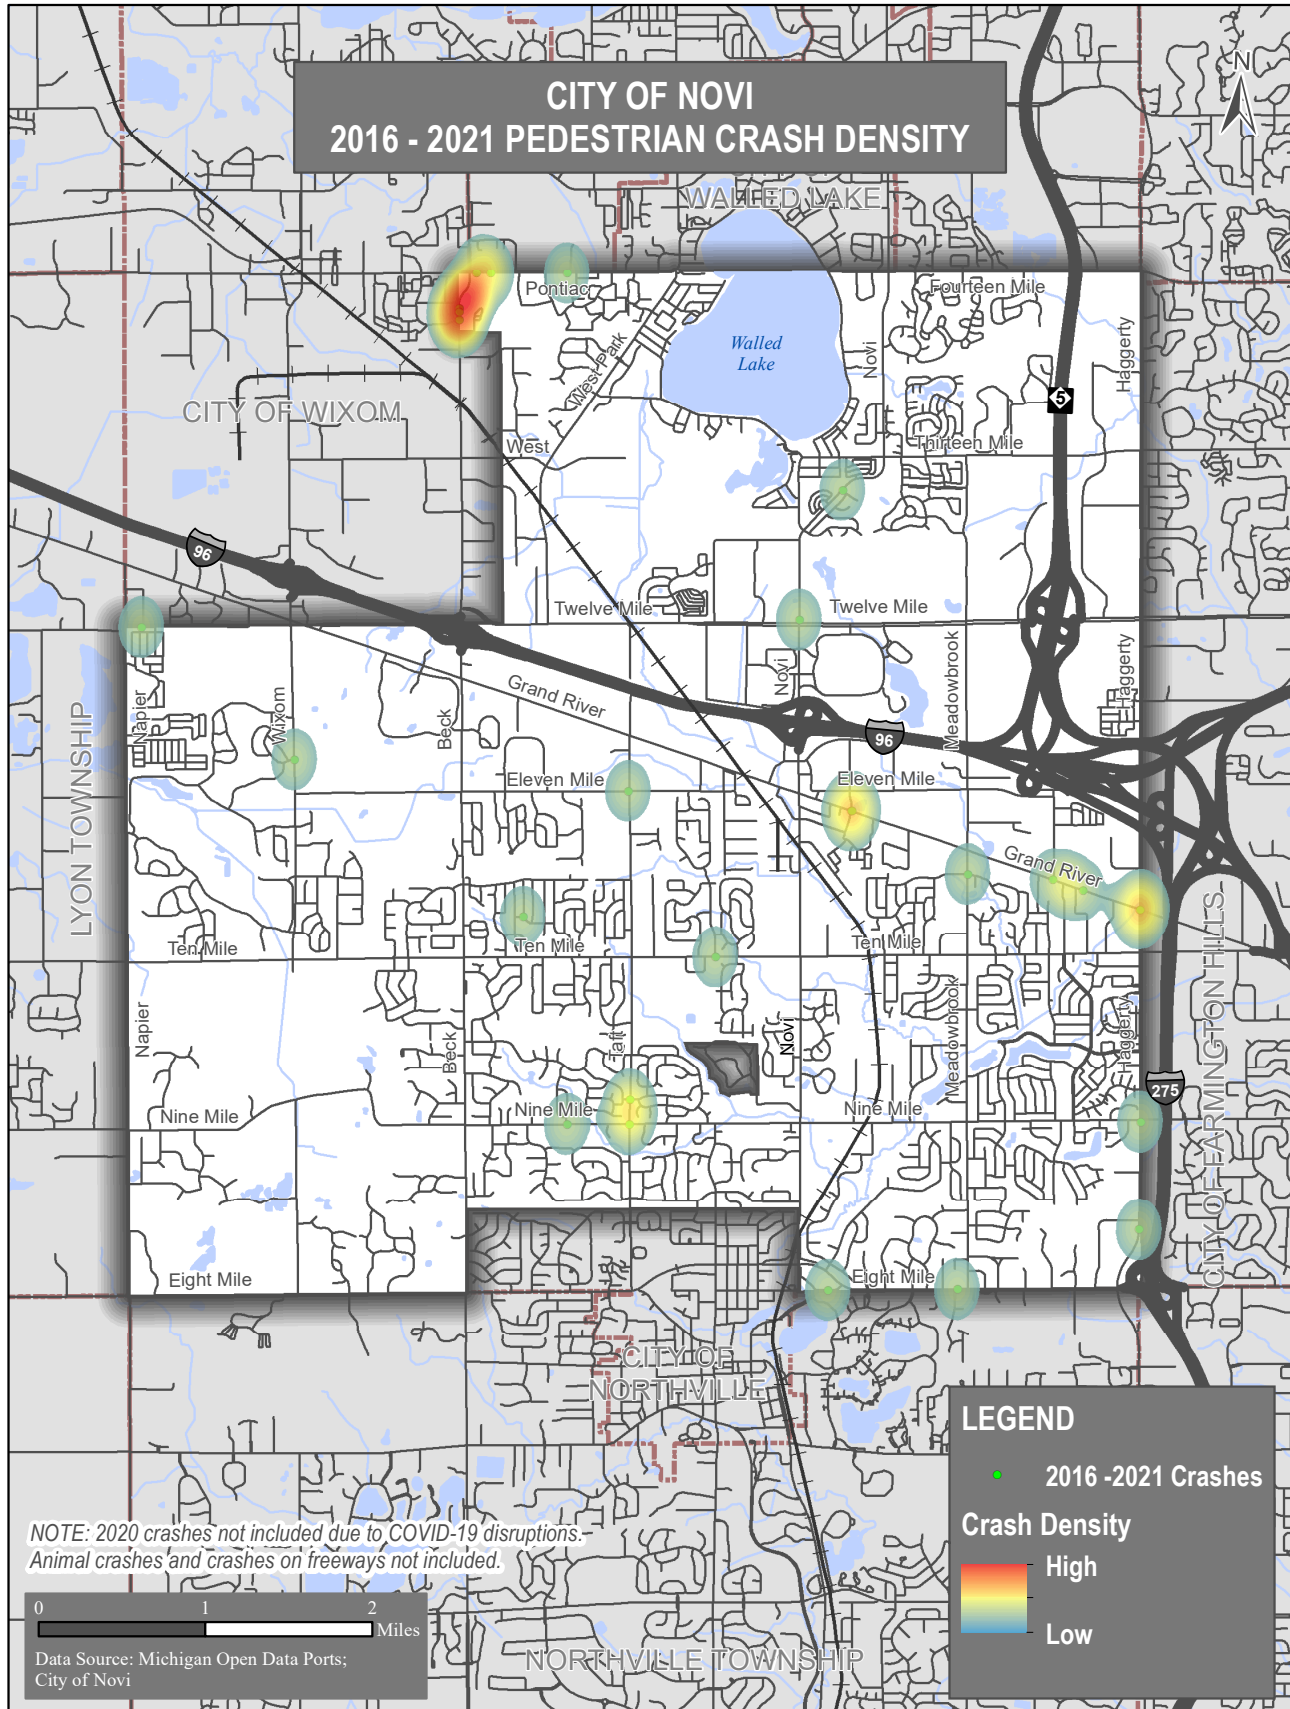 CITY OF NOVI
2016 - 2021 PEDESTRIAN CRASH DENSITY
N
WALLED LAKE
Pontiac
Fourteen Mile
Walled
Lake
Novi
Haggerty
West Park
5
CITY OF WIXOM
West
Thirteen Mile
96
Twelve Mile
Twelve Mile
Napier
Wixom
Beck
Grand River
Novi
Meadowbrook
Haggerty
96
LYON TOWNSHIP
Eleven Mile
Eleven Mile
Grand River
Ten Mile
Ten Mile
Ten Mile
CITY OF FARMINGTON HILLS
Napier
Beak
Taft
Novi
Meadowbrook
Haggerty
275
Nine Mile
Nine Mile
Nine Mile
Eight Mile
Eight Mile
CITY OF
NORTHVILLE
LEGEND
2016 -2021 Crashes
Crash Density
High
Low
NOTE: 2020 crashes not included due to COVID-19 disruptions.
Animal crashes and crashes on freeways not included.
0 1 2
Miles
Data Source: Michigan Open Data Ports;
City of Novi
NORTHVILLE TOWNSHIP